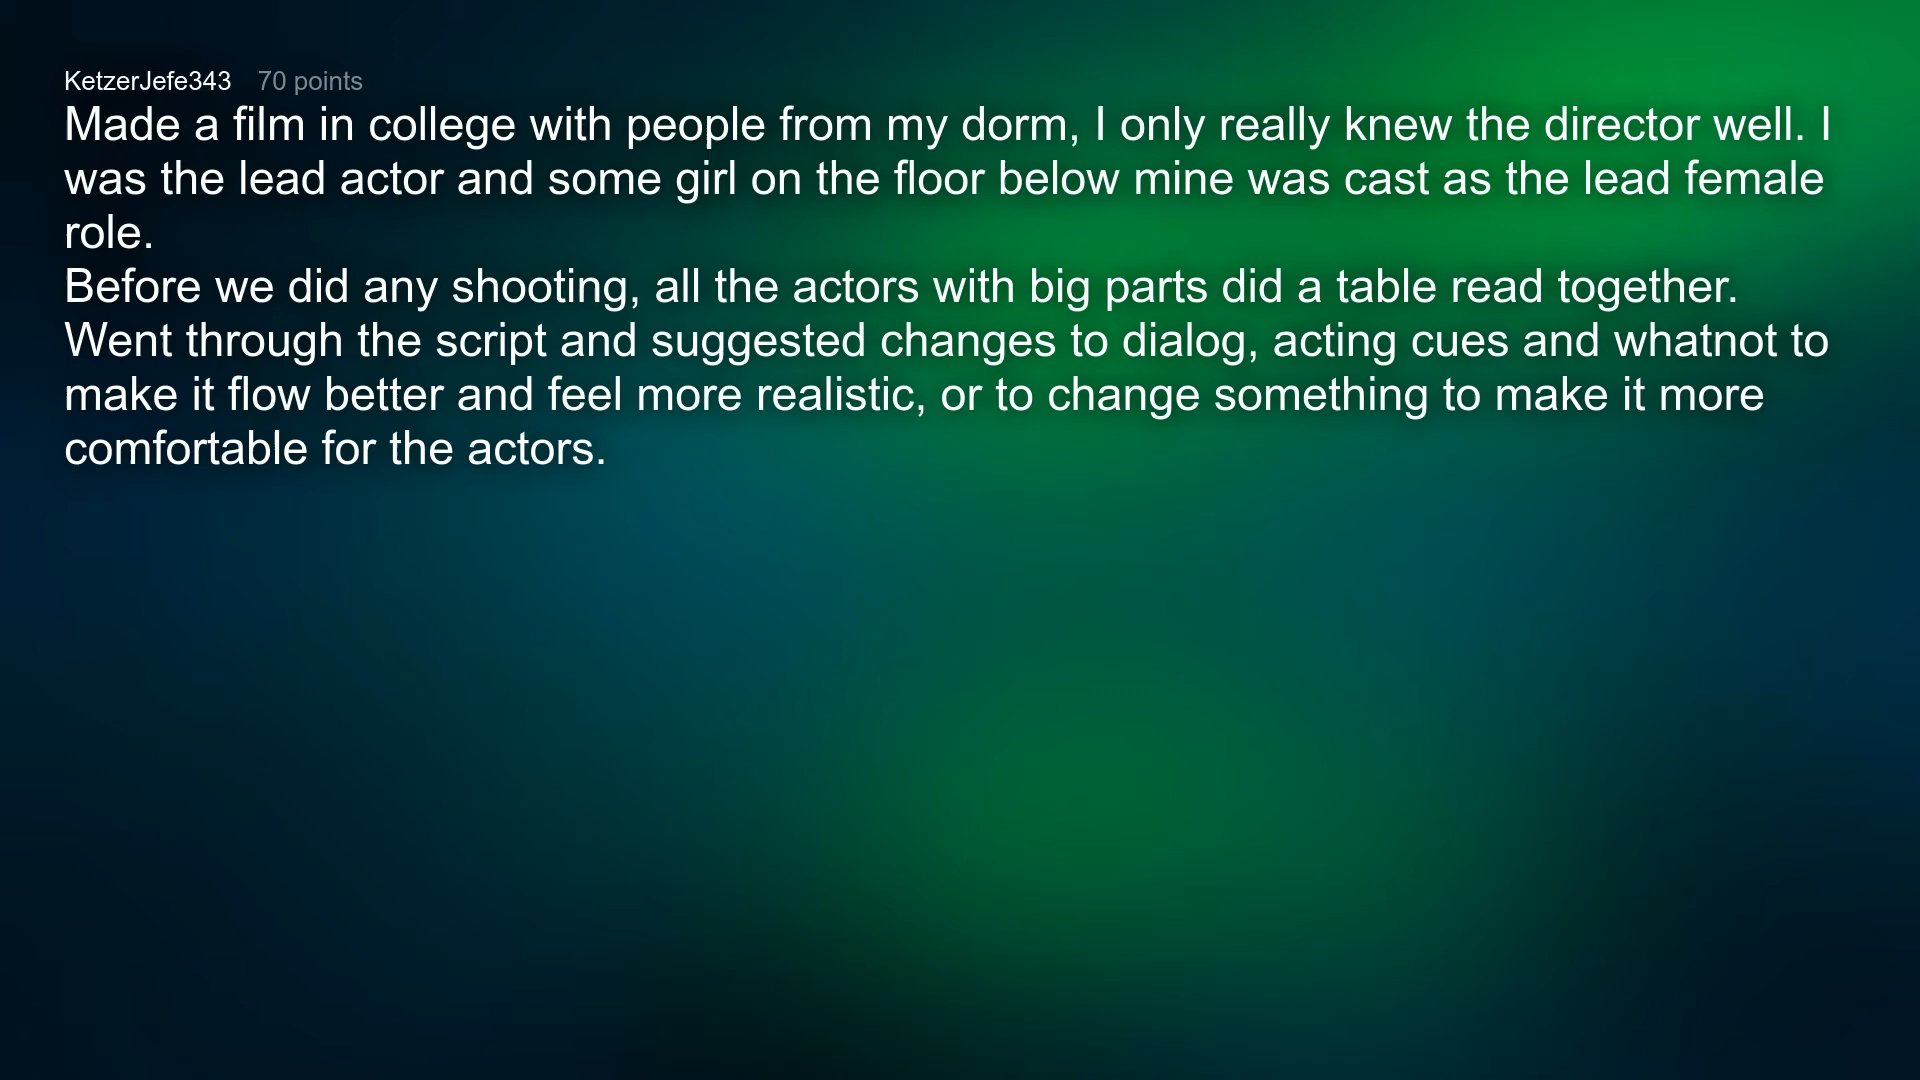 KetzerJefe343 70 points
Made a film in college with people from my dorm, I only really knew the director well. I
was the lead actor and some girl on the floor below mine was cast as the lead female
role.
Before we did any shooting, all the actors with big parts did a table read together.
Went through the script and suggested changes to dialog, acting cues and whatnot to
make it flow better and feel more realistic, or to change something to make it more
comfortable for the actors.